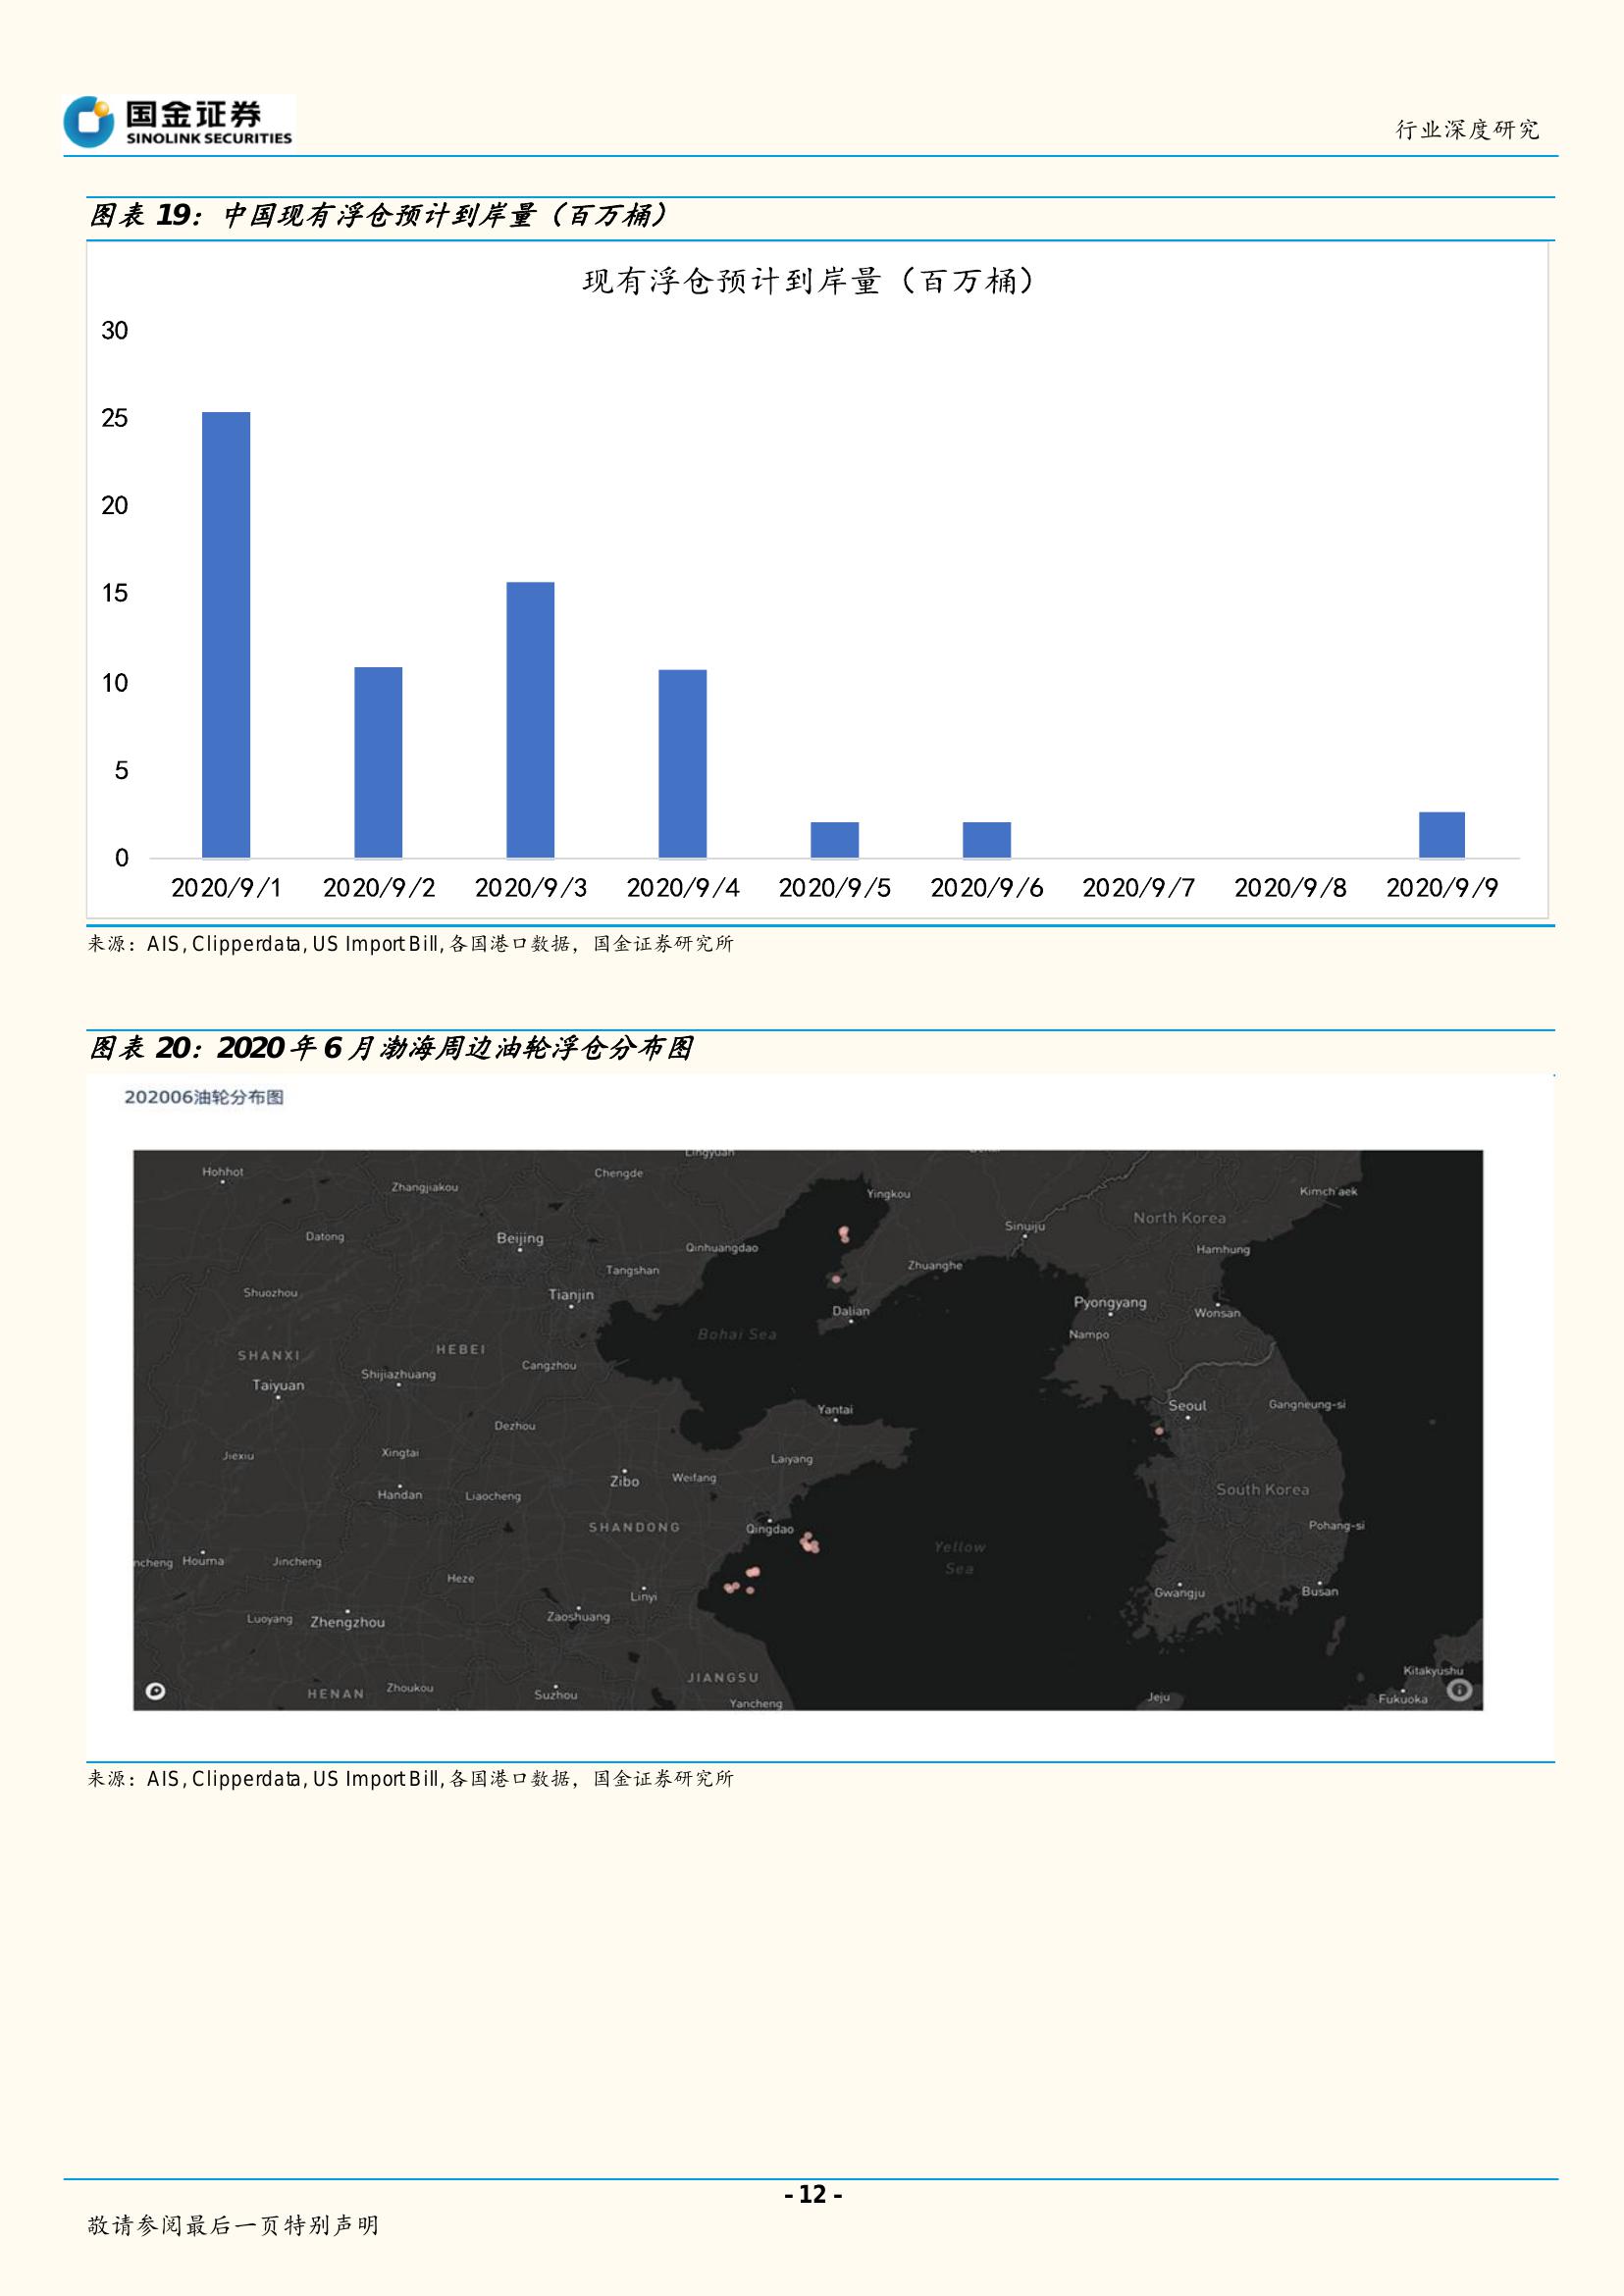 国金证券
SINOLINK SECURITIES
行业深度研究
图表 19：中国现有浮仓预计到岸量（百万桶）
现有浮仓预计到岸量（百万桶）
30
25
20
15
10
5
0
2020/9/1 2020/9/2 2020/9/3 2020/9/4 2020/9/5 2020/9/6 2020/9/7 2020/9/8 2020/9/9
来源：AIS, Clipperdata, US Import Bill, 各国港口数据，国金证券研究所
图表 20：2020 年 6 月渤海周边油轮浮仓分布图
202006油轮分布图
Lingyuan
Hohhot
Chengde
Zhangjiakou
Yingkou
Kimch'aek
North Korea
Sinuiju
Datong
Beijing
Qinhuangdao
Hamhung
Zhuanghe
Tangshan
Shuozhou
Tianjin
Pyongyang
Dalian
Wonsan
Bohai Sea
Nampo
SHANXI
HEBEI
Cangzhou
Shijiazhuang
Taiyuan
Yantai
Seoul
Gangneung-si
Dezhou
Jiexiu
Xingtai
Laiyang
Zibo
Weifang
South Korea
Handan
Liaocheng
SHANDONG
Qingdao
Pohang-si
Yellow
Sea
ncheng
Houma
Jincheng
Heze
Linyi
Gwangju
Busan
Luoyang
Zhengzhou
Zaoshuang
JIANGSU
Kitakyushu
HENAN
Zhoukou
Suzhou
Yancheng
Jeju
Fukuoka
来源：AIS, Clipperdata, US Import Bill, 各国港口数据，国金证券研究所
- 12 -
敬请参阅最后一页特别声明